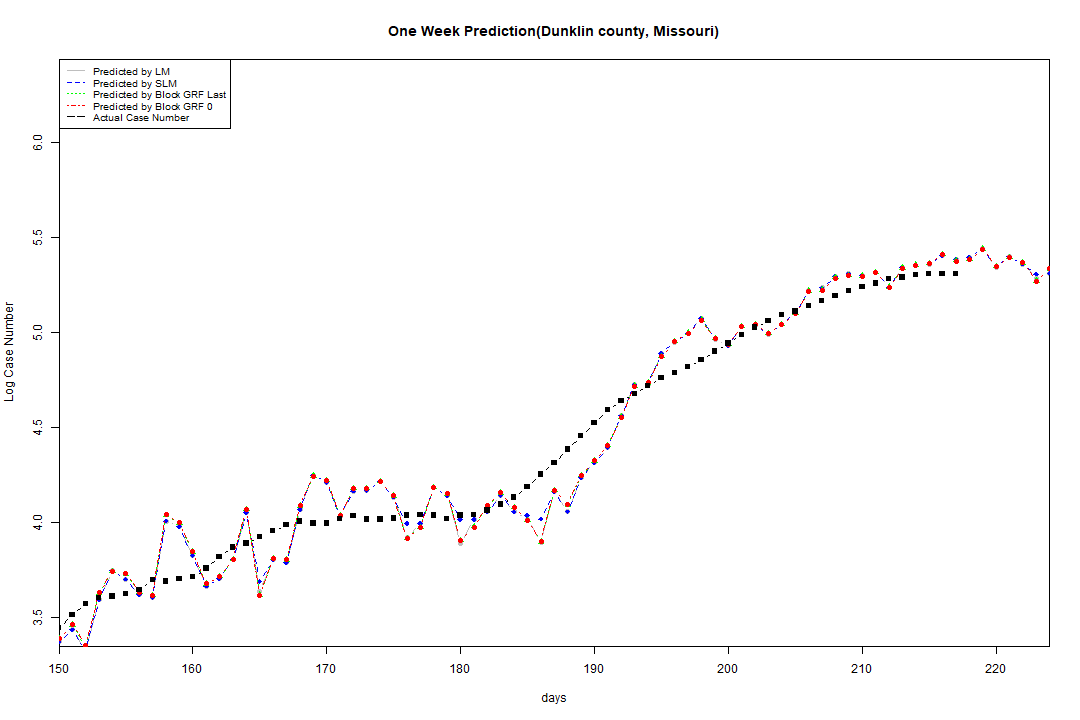 One Week Prediction(Dunklin county, Missouri)
Predicted by LM
Predicted by SLM
Predicted by Block GRF Last
Predicted by Block GRF 0
Actual Case Number
Log Case Number
6.0
5.5
5.0
4.5
4.0
3.5
150 160 170 180 190 200 210 220
days